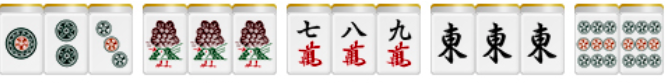 七 八 九 東 東 東
萬 萬 萬